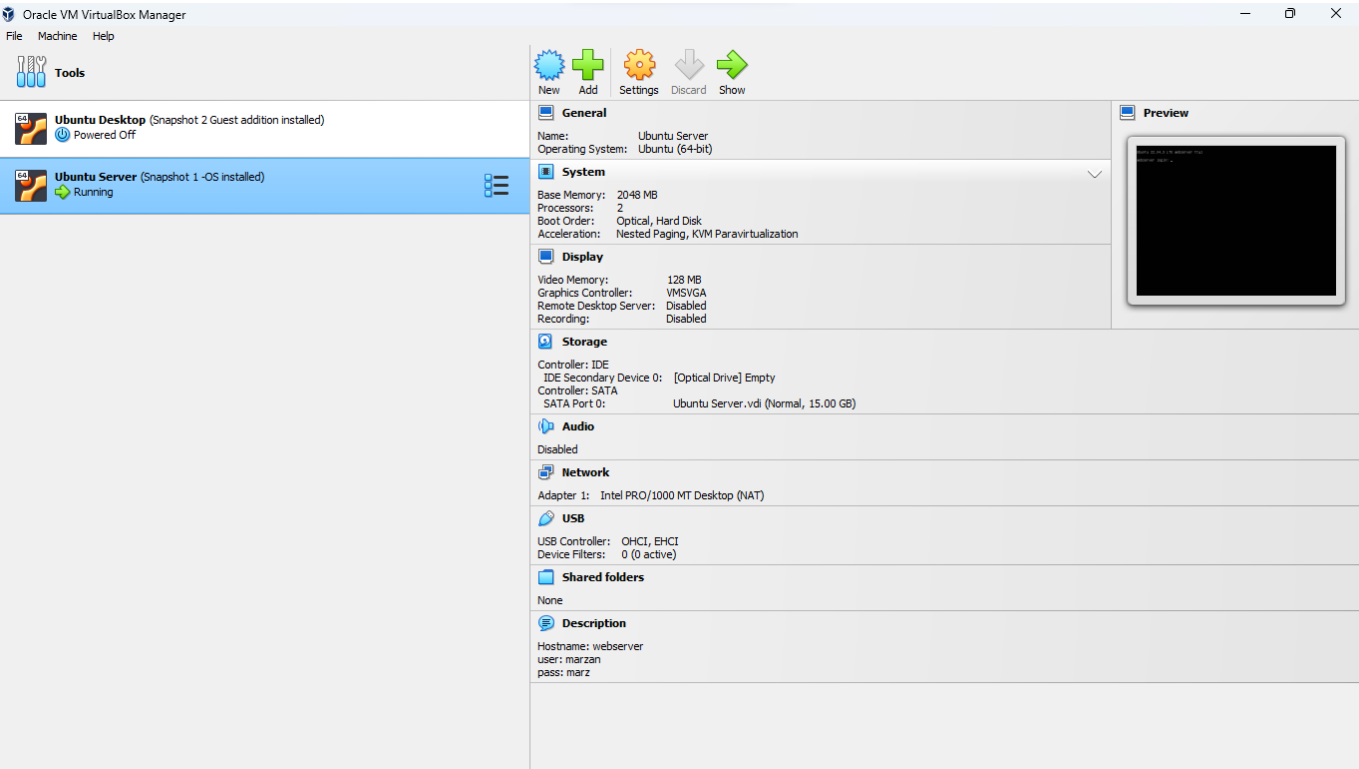 Oracle VM VirtualBox Manager
File Machine Help
Tools
New Add Settings Discard Show
64
Ubuntu Desktop (Snapshot 2 Guest addition installed)
Powered Off
64
Ubuntu Server (Snapshot 1 -OS installed)
Running
General
Name: Ubuntu Server
Operating System: Ubuntu (64-bit)
System
Base Memory: 2048 MB
Processors: 2
Boot Order: Optical, Hard Disk
Acceleration: Nested Paging, KVM Paravirtualization
Display
Video Memory: 128 MB
Graphics Controller: VMSVGA
Remote Desktop Server: Disabled
Recording: Disabled
Storage
Controller: IDE
IDE Secondary Device 0: [Optical Drive] Empty
Controller: SATA
SATA Port 0: Ubuntu Server.vdi (Normal, 15.00 GB)
Audio
Disabled
Network
Adapter 1: Intel PRO/1000 MT Desktop (NAT)
USB
USB Controller: OHCI, EHCI
Device Filters: 0 (0 active)
Shared folders
None
Description
Hostname: webserver
user: marzan
pass: marz
Preview